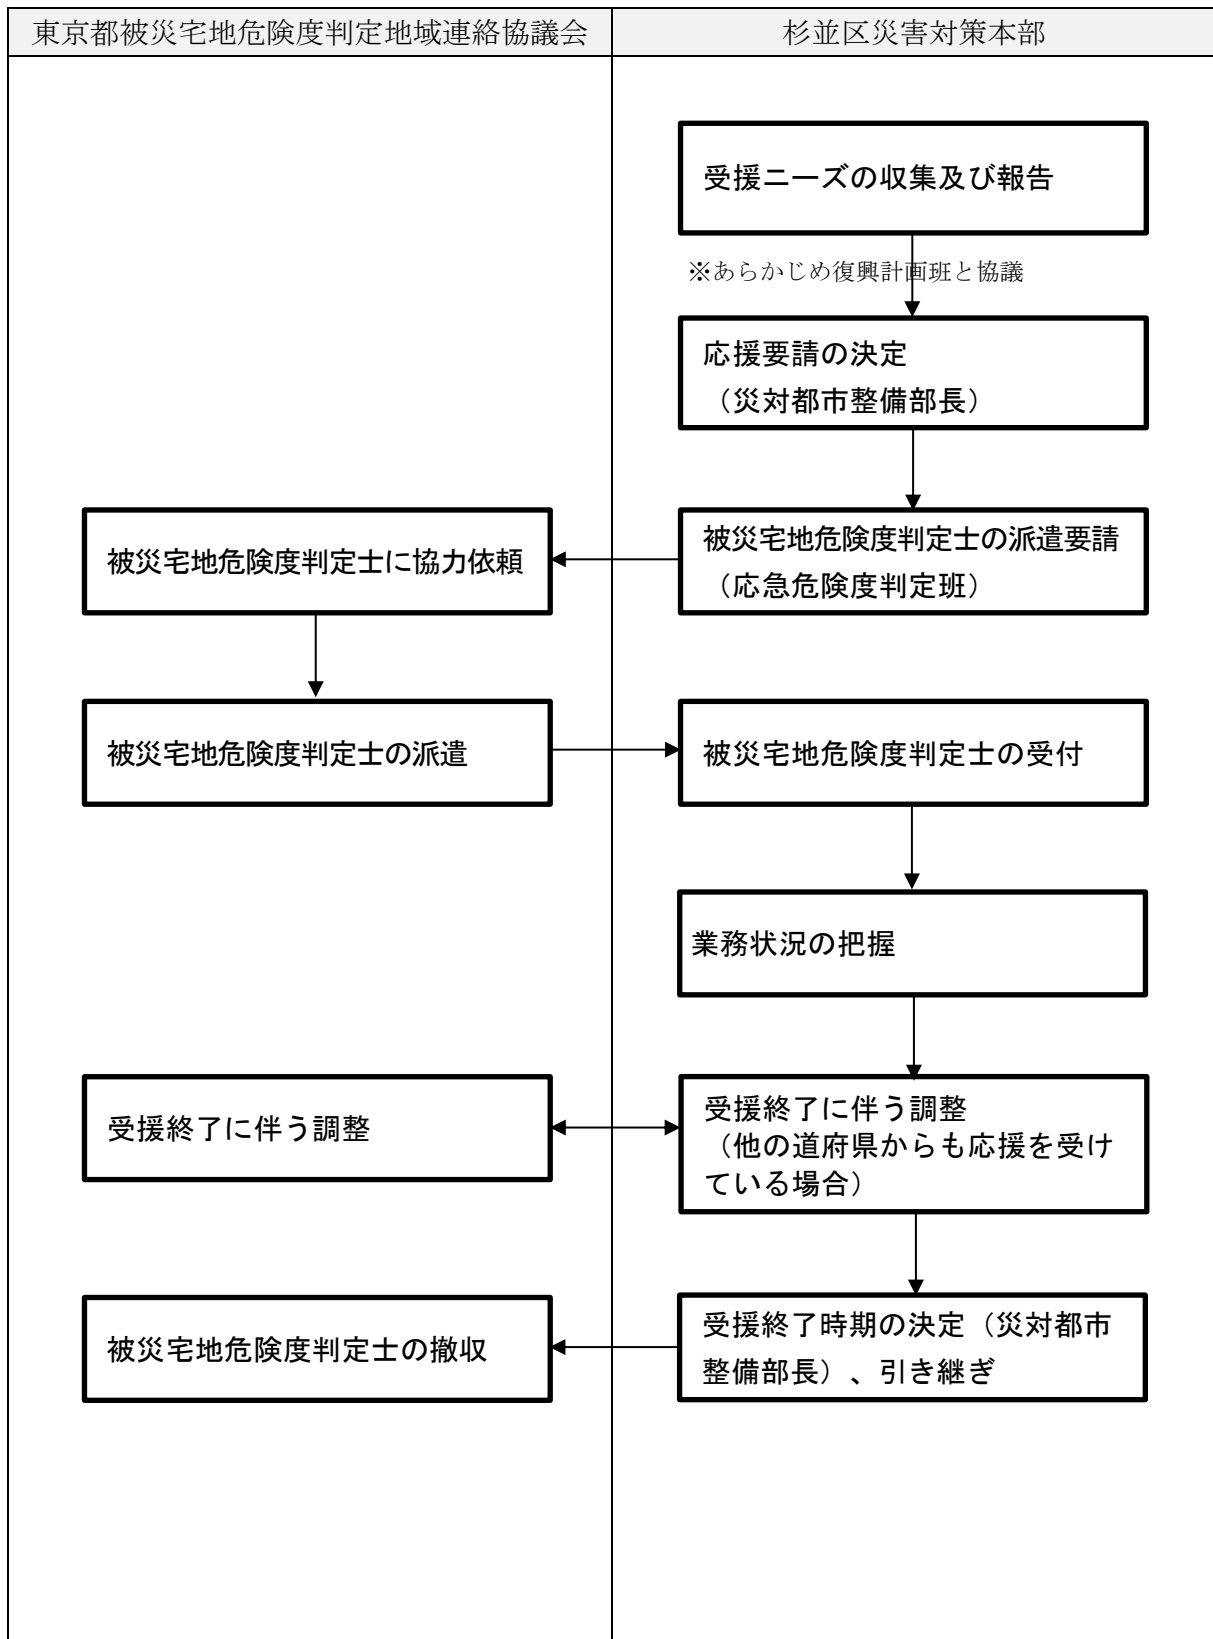 東京都被災宅地危険度判定地域連絡協議会
杉並区災害対策本部
受援ニーズの収集及び報告
※あらかじめ復興計画班と協議
応援要請の決定
（災対都市整備部長）
被災宅地危険度判定士に協力依頼
被災宅地危険度判定士の派遣要請
（応急危険度判定班）
被災宅地危険度判定士の派遣
被災宅地危険度判定士の受付
業務状況の把握
受援終了に伴う調整
受援終了に伴う調整
（他の道府県からも応援を受け
ている場合）
被災宅地危険度判定士の撤収
受援終了時期の決定（災対都市
整備部長）、引き継ぎ